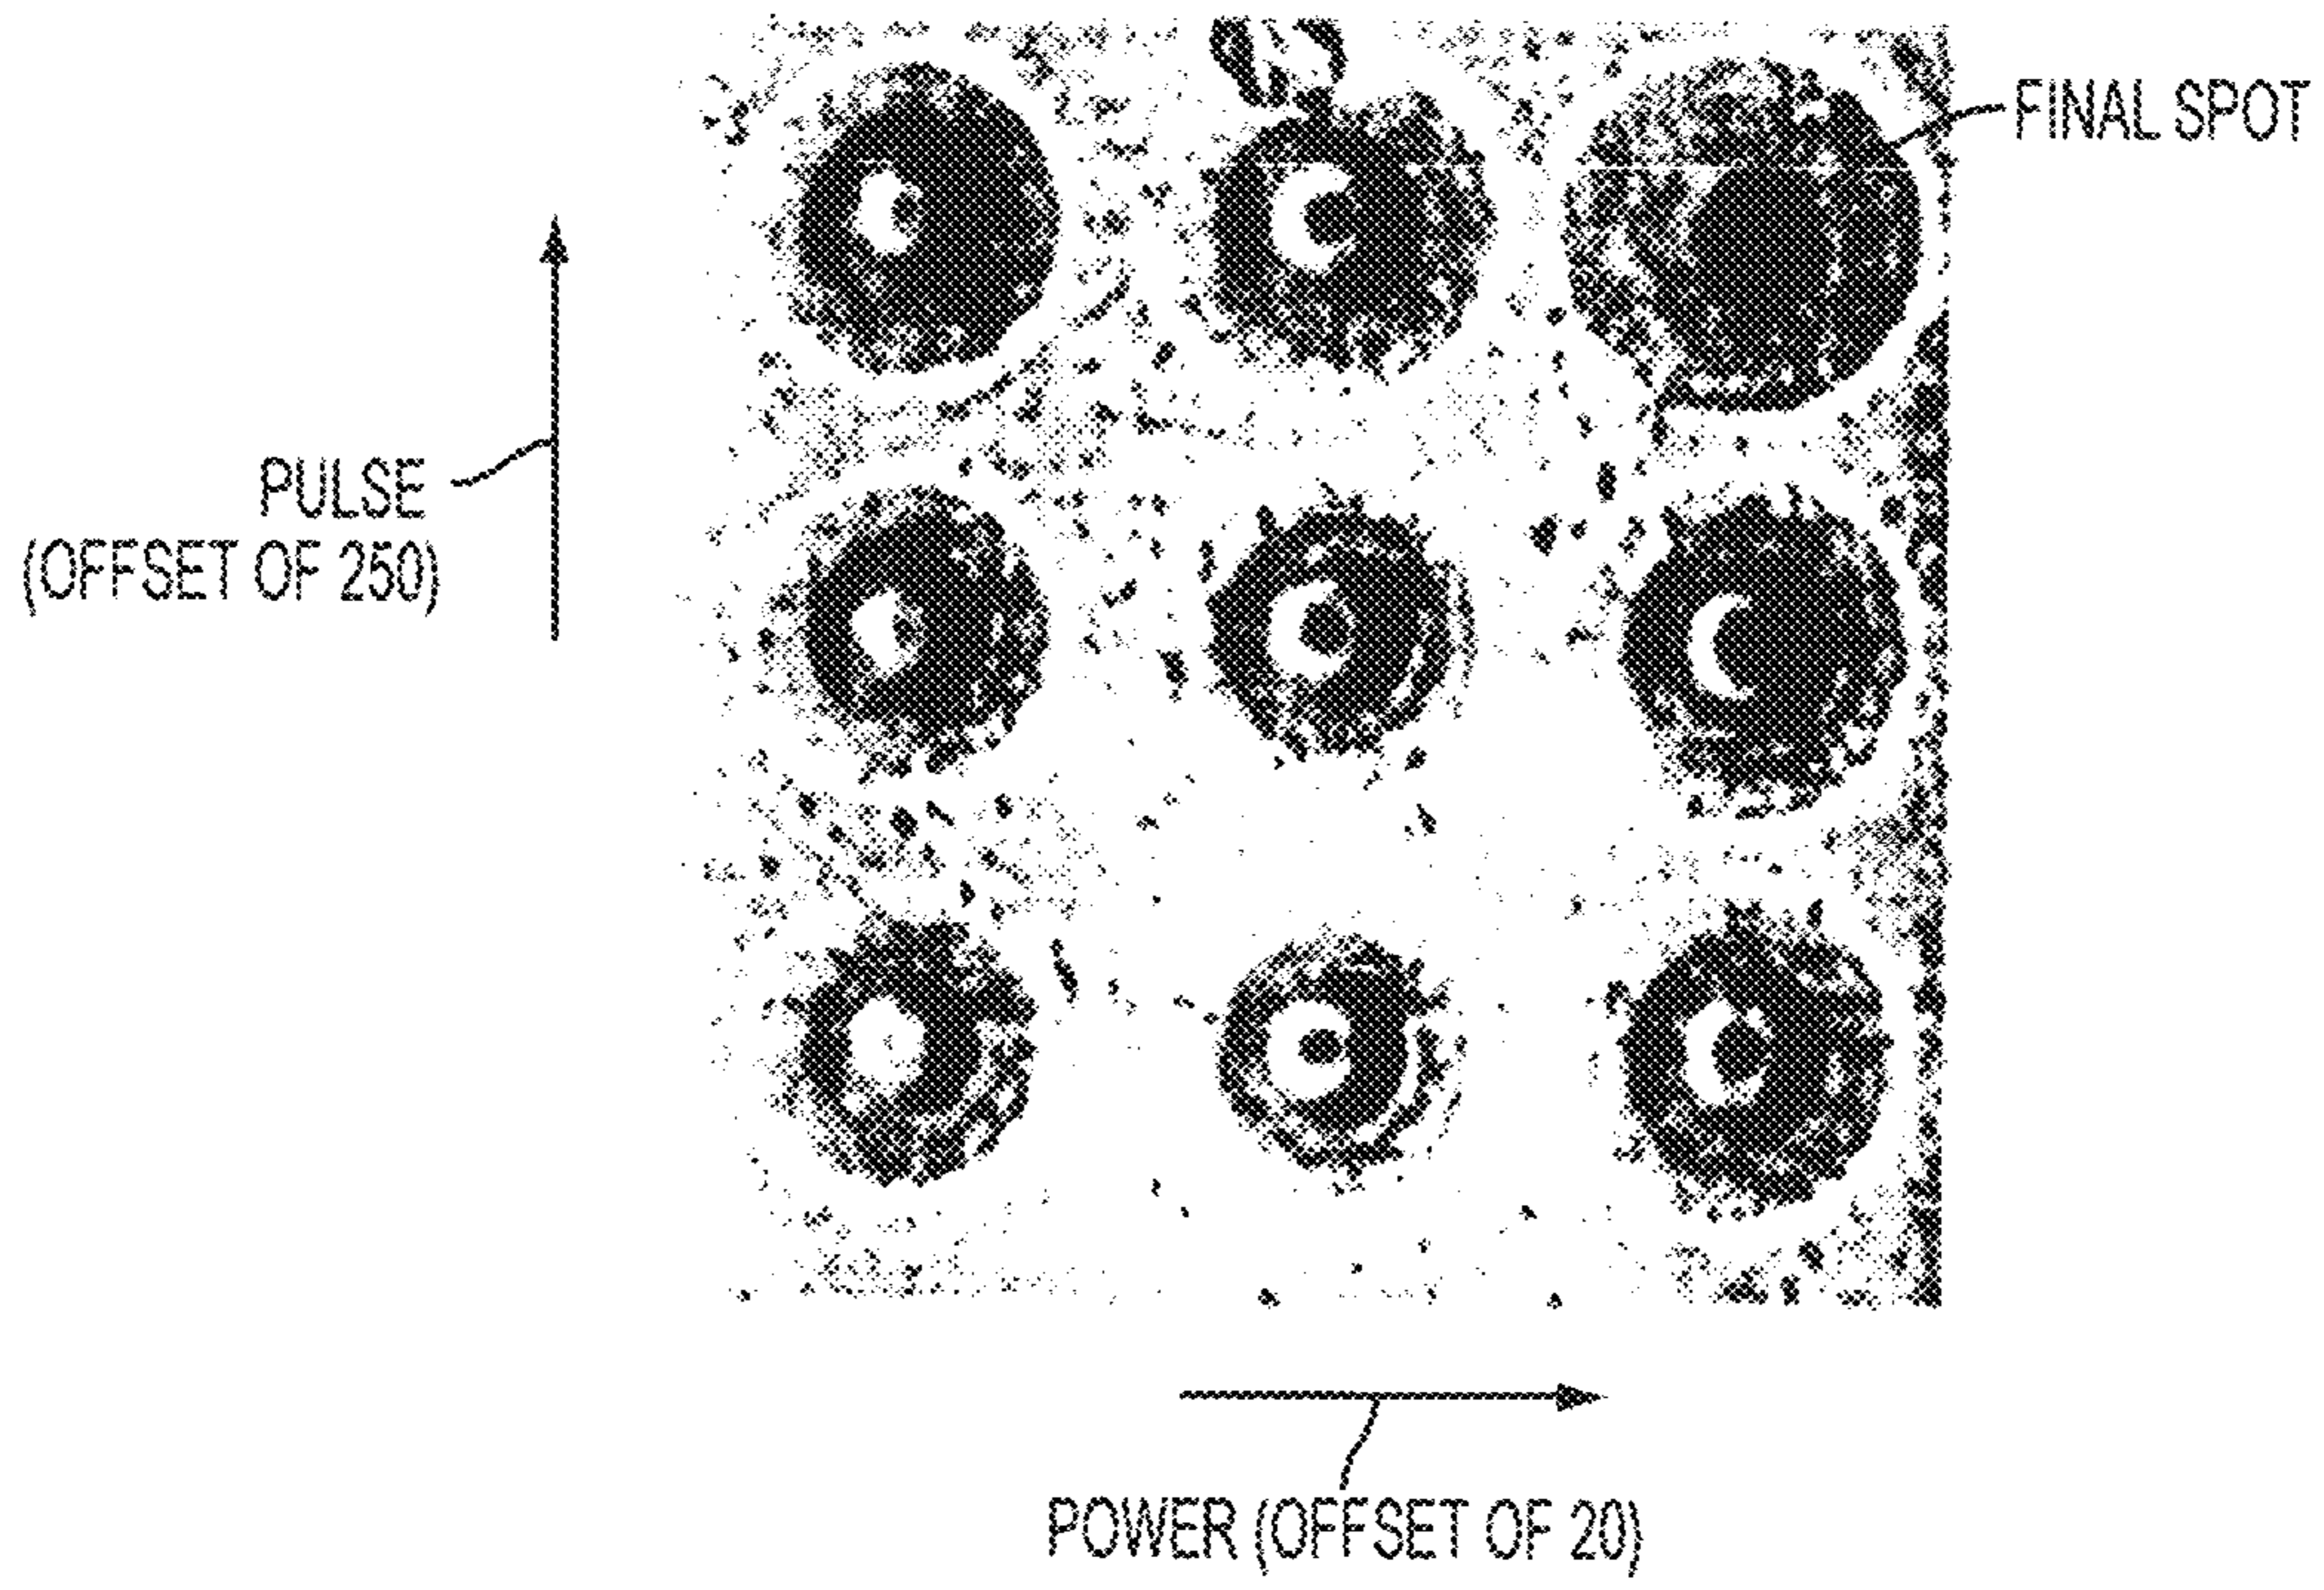 FINAL SPOT
PULSE
(OFFSET OF 250)
POWER (OFFSET OF 20)